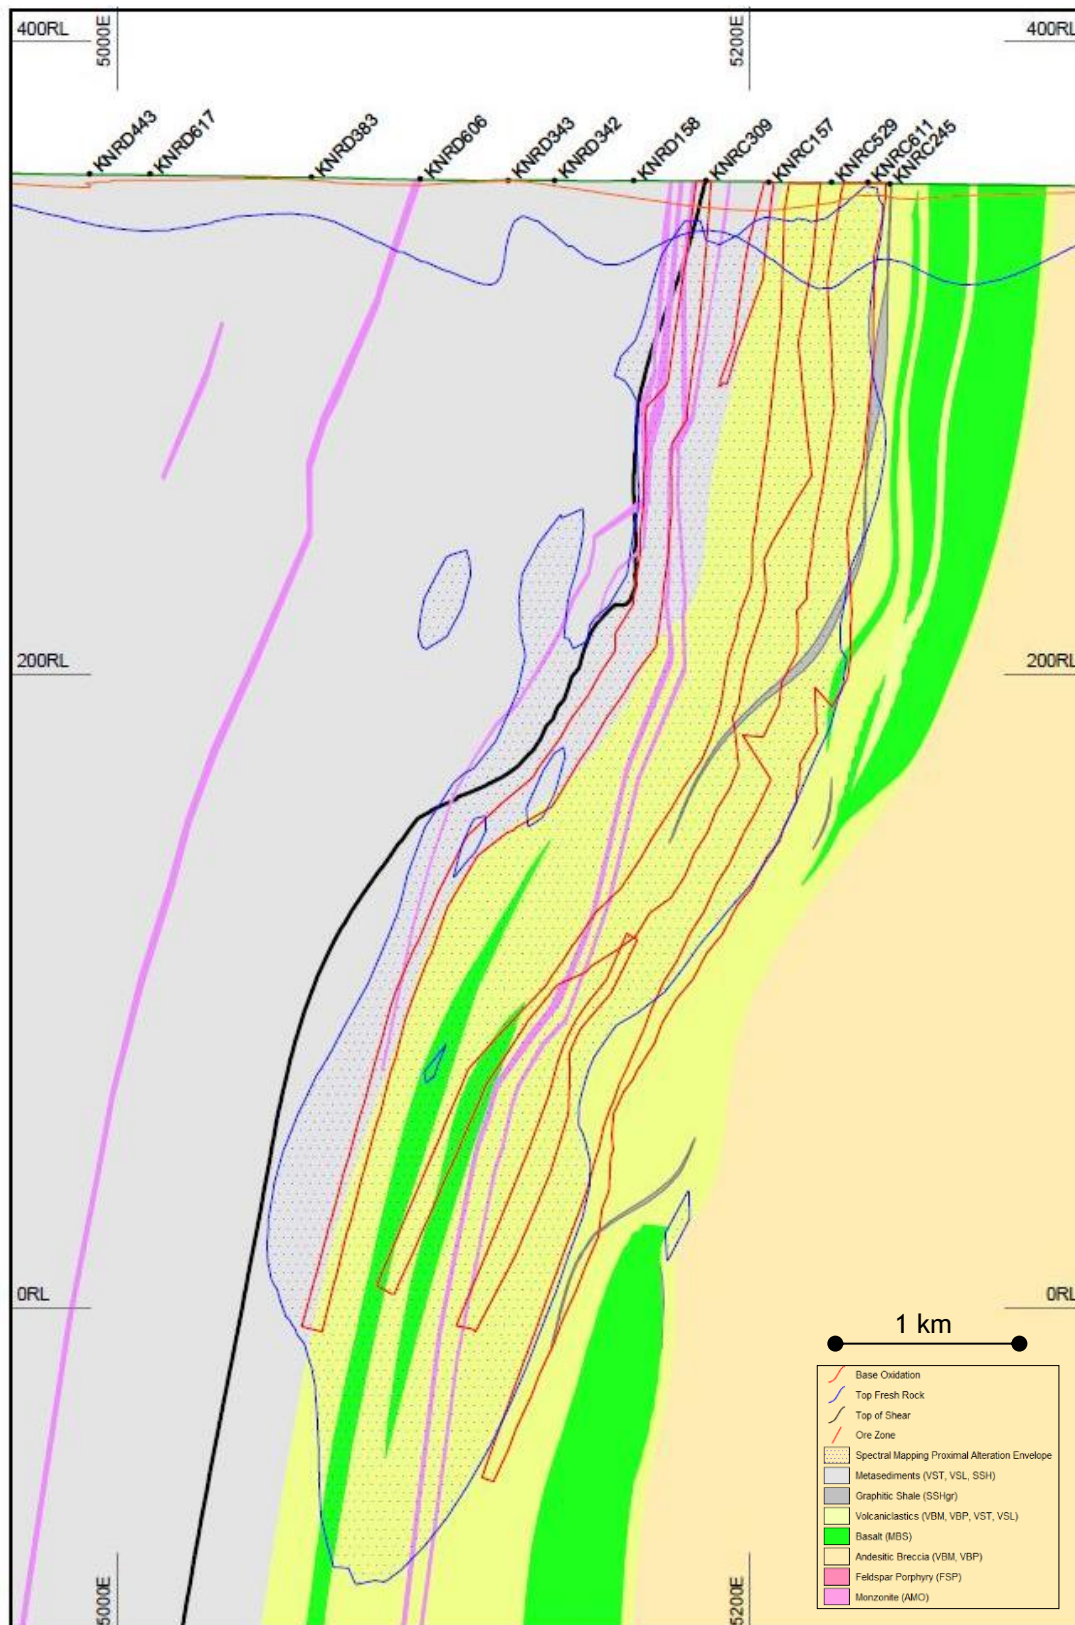 400RL
5000E
5200E
400RL
KNRD443
KNRD617
KNRD383
KNRD606
KNRD343
KNRD342
KNRD158
KNRC309
KNRC157
KNRC529
KNRC611
KNRC245
200RL
200RL
0RL
0RL
1 km
Base Oxidation
Top Fresh Rock
Top of Shear
Ore Zone
Spectral Mapping Proximal Alteration Envelope
Metasediments (VST, VSL, SSH)
Graphitic Shale (SSHgr)
Volcaniclastics (VBM, VBP, VST, VSL)
Basalt (MBS)
Andesitic Breccia (VBM, VBP)
Feldspar Porphyry (FSP)
Monzonite (AMO)
5000E
5200E